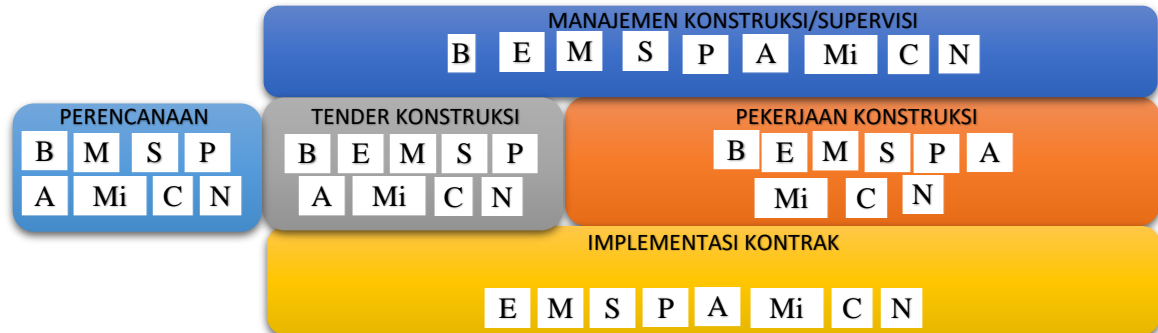 MANAJEMEN KONSTRUKSI/SUPERVISI
B E M S P A Mi C N
PERENCANAAN
B M S P
A Mi C N
TENDER KONSTRUKSI
B E M S P
A Mi C N
PEKERJAAN KONSTRUKSI
B E M S P A
Mi C N
IMPLEMENTASI KONTRAK
E M S P A Mi C N